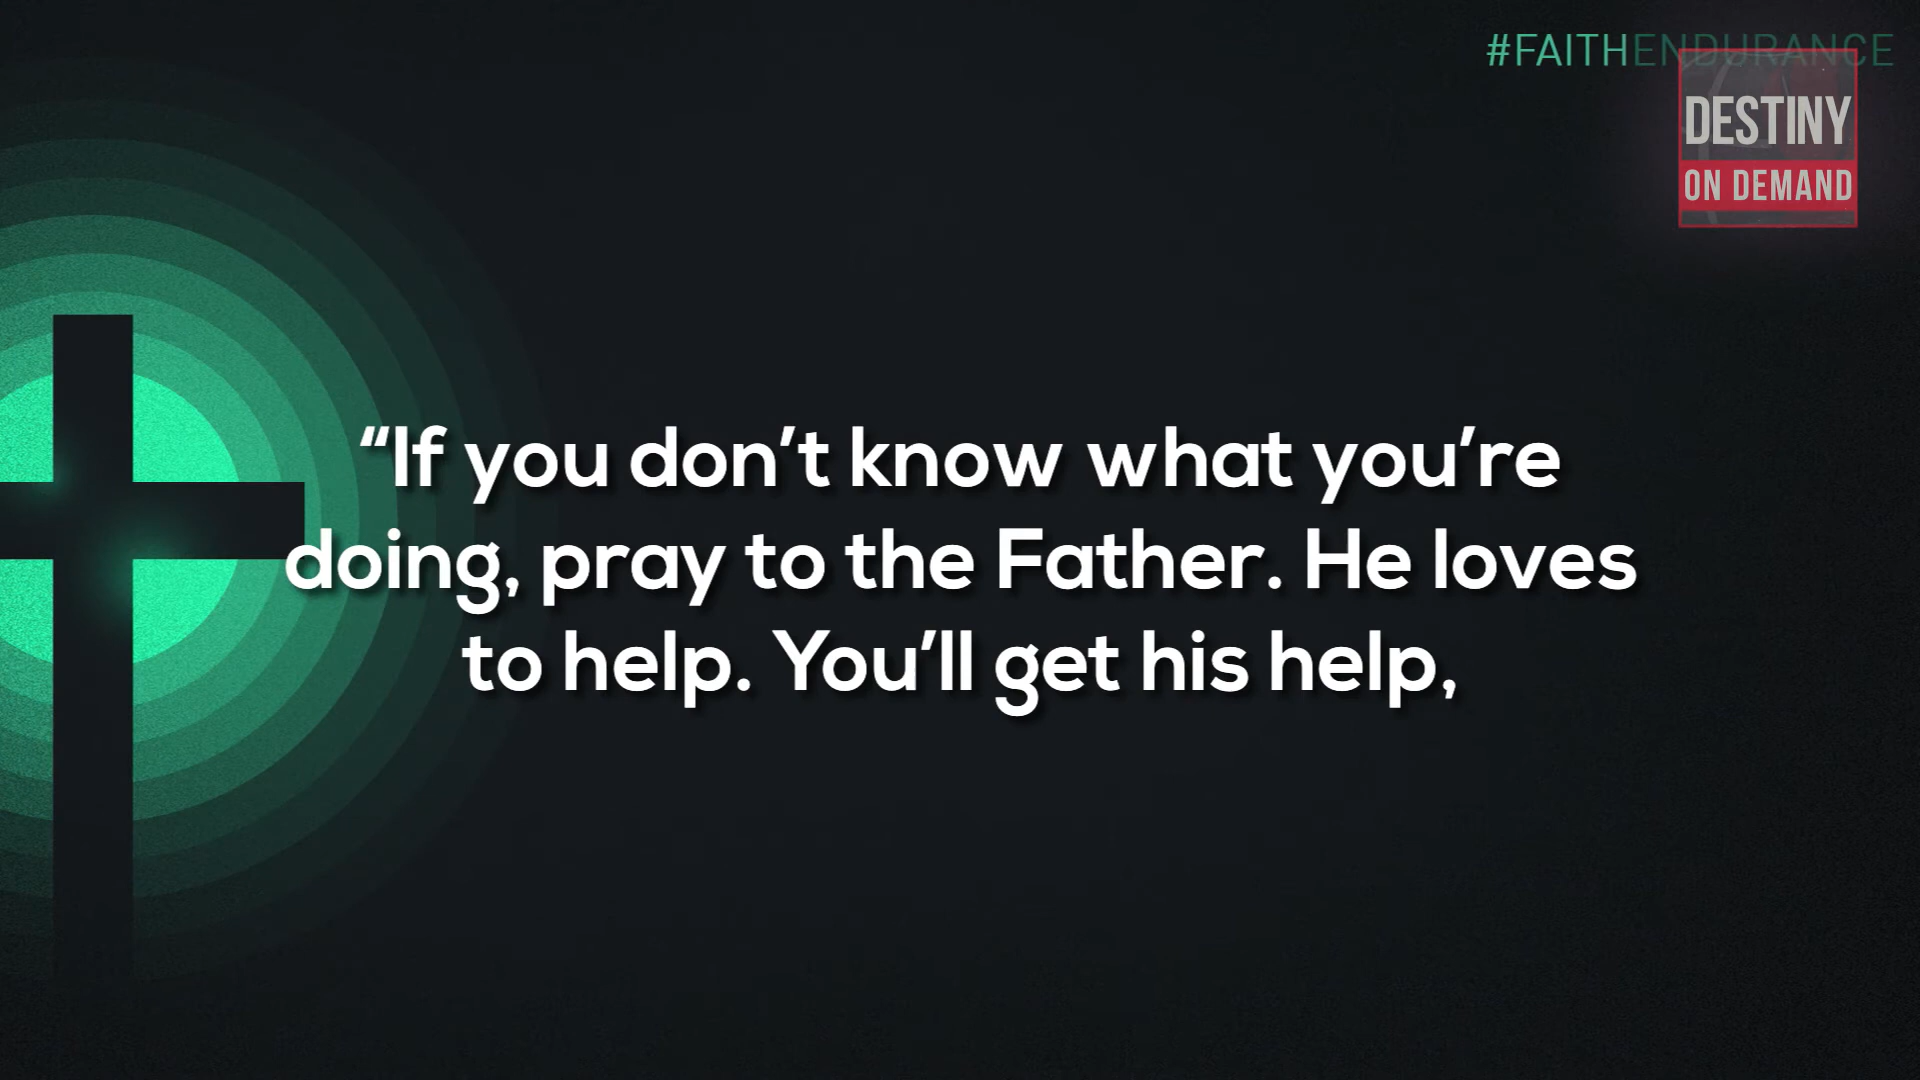 #FAITHENDURANCE
DESTINY
ON DEMAND
“If you don’t know what you’re
doing, pray to the Father. He loves
to help. You’ll get his help,